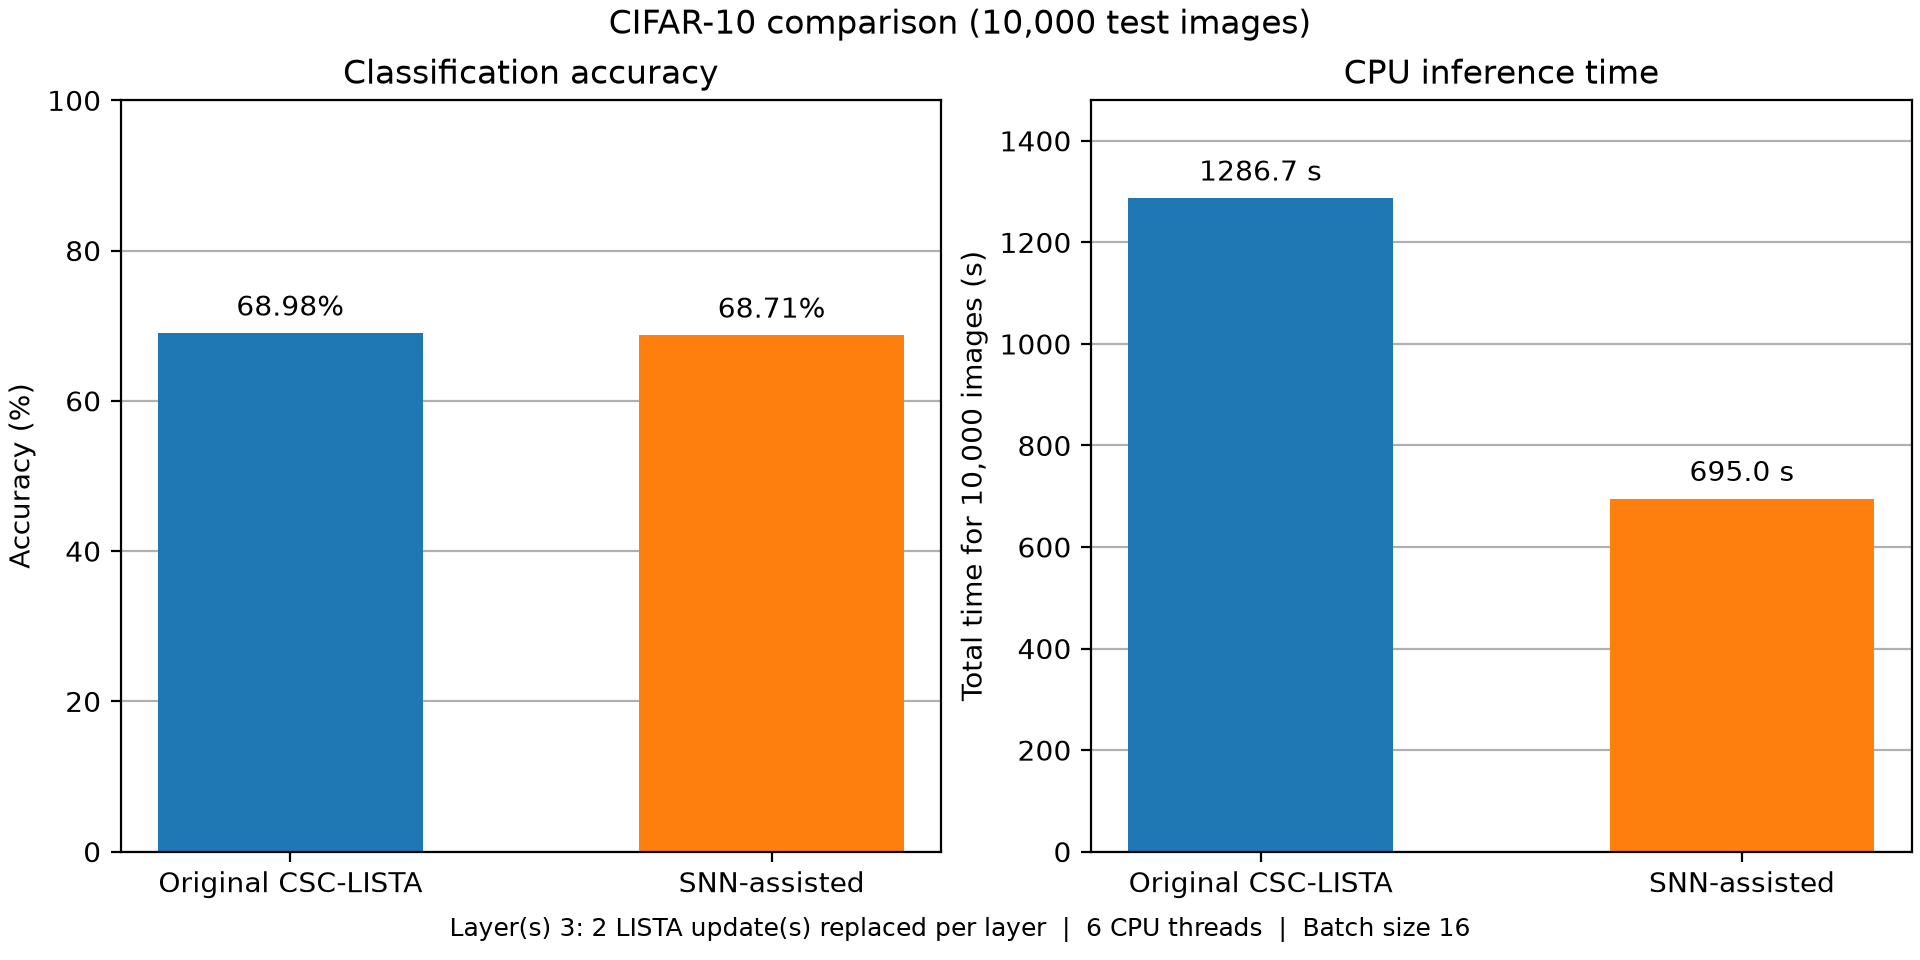 CIFAR-10 comparison (10,000 test images)
Classification accuracy
100
80
60
40
20
0
Accuracy (%)
68.98%
68.71%
Original CSC-LISTA
SNN-assisted
CPU inference time
1400
1200
1000
800
600
400
200
0
Total time for 10,000 images (s)
1286.7 s
695.0 s
Original CSC-LISTA
SNN-assisted
Layer(s) 3: 2 LISTA update(s) replaced per layer | 6 CPU threads | Batch size 16